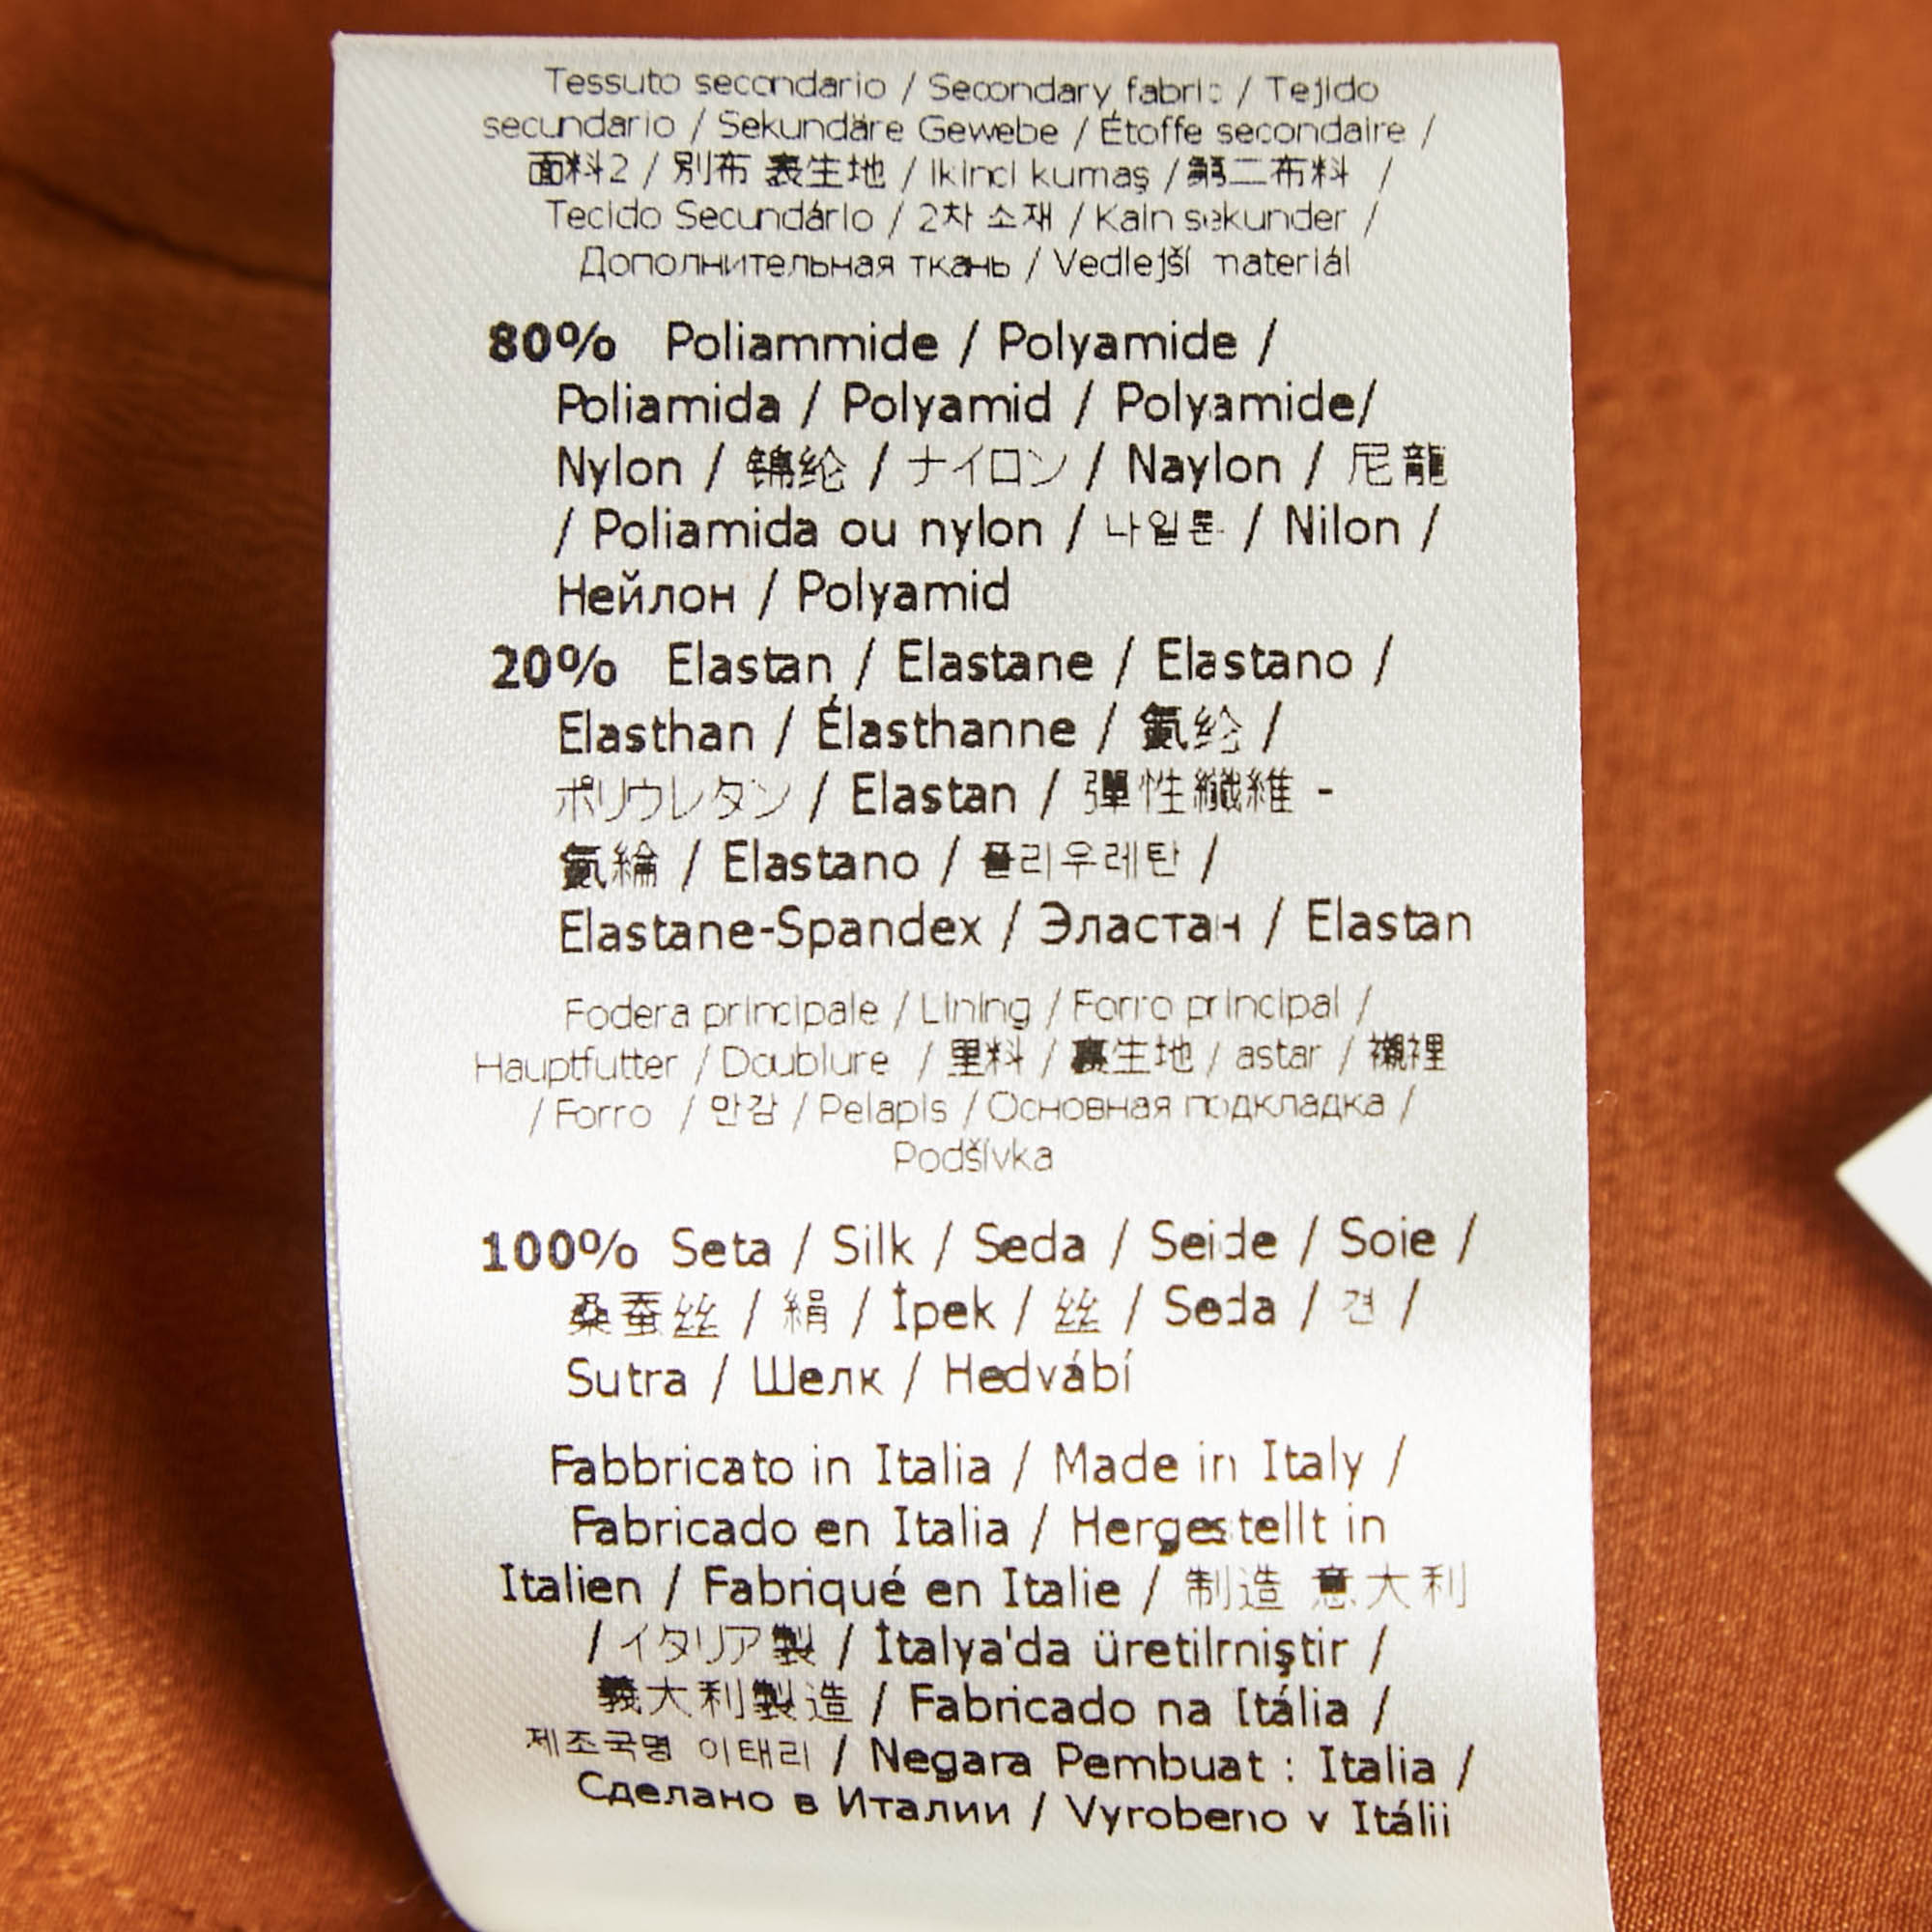 Tessuto secondario / Secondary fabric / Tejido
secundario / Sekundäre Gewebe / Étoffe secondaire /
面料2 / 別布 表生地 / Ikinci kumaş / 第二布料 /
Tecido Secundário / 2차 소재 / Kain sekunder /
Дополнительная ткань / Vedlejší materiál
80% Poliammide / Polyamide /
Poliamida / Polyamid / Polyamide/
Nylon / 锦纶 / ナイロン / Naylon / 尼龍
/ Poliamida ou nylon / 나일론 / Nilon /
Нейлон / Polyamid
20% Elastan / Elastane / Elastano /
Elasthan / Élasthanne / 氨纶 /
ポリウレタン / Elastan / 彈性纖維 -
氨綸 / Elastano / 폴리우레탄 /
Elastane-Spandex / Эластан / Elastan
Fodera principale / Lining / Forro principal /
Hauptfutter / Doublure / 里料 / 裏生地 / astar / 襯裡
/ Forro / 안감 / Pelapis / Основная подкладка /
Podšívka
100% Seta / Silk / Seda / Seide / Soie /
桑蚕丝 / 絹 / İpek / 丝 / Seda / 견 /
Sutra / Шелк / Hedvábí
Fabbricato in Italia / Made in Italy /
Fabricado en Italia / Hergestellt in
Italien / Fabriqué en Italie / 制造 意大利
/ イタリア製 / İtalya'da üretilmiştir /
義大利製造 / Fabricado na Itália /
제조국명 이태리 / Negara Pembuat : Italia /
Сделано в Италии / Vyrobeno v Itálii